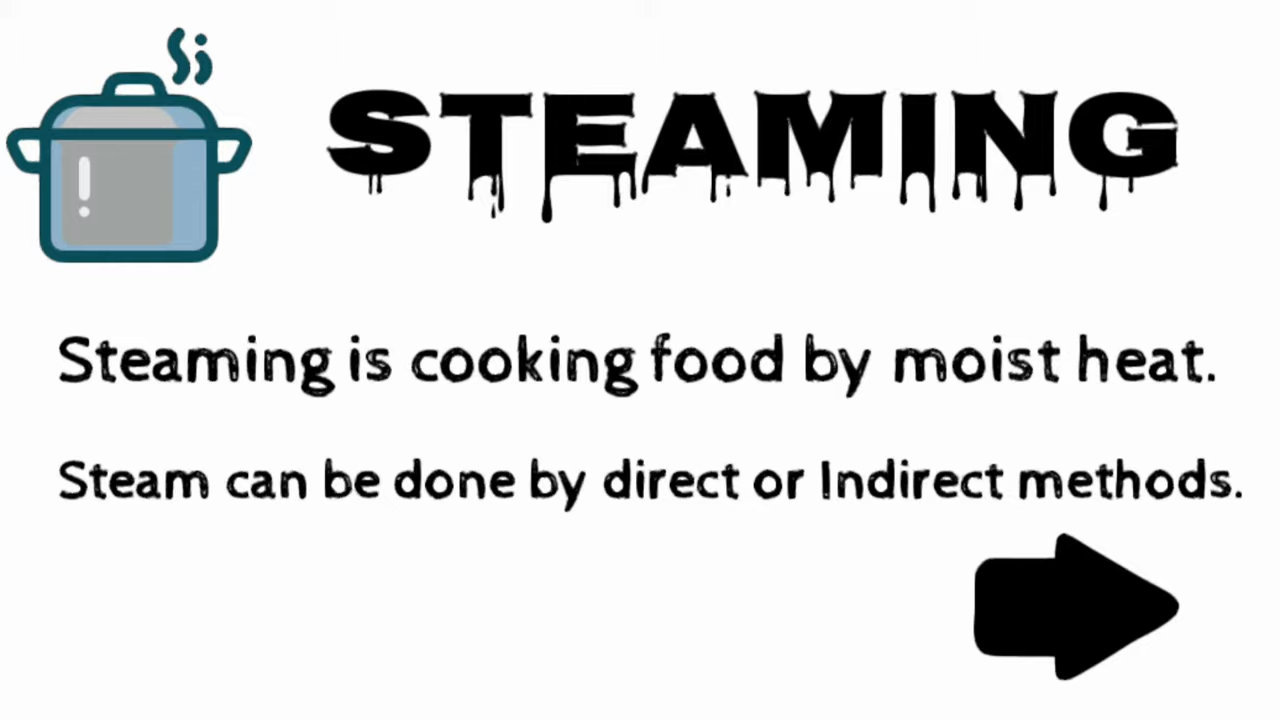 STEAMING
Steaming is cooking food by moist heat.
Steam can be done by direct or Indirect methods.